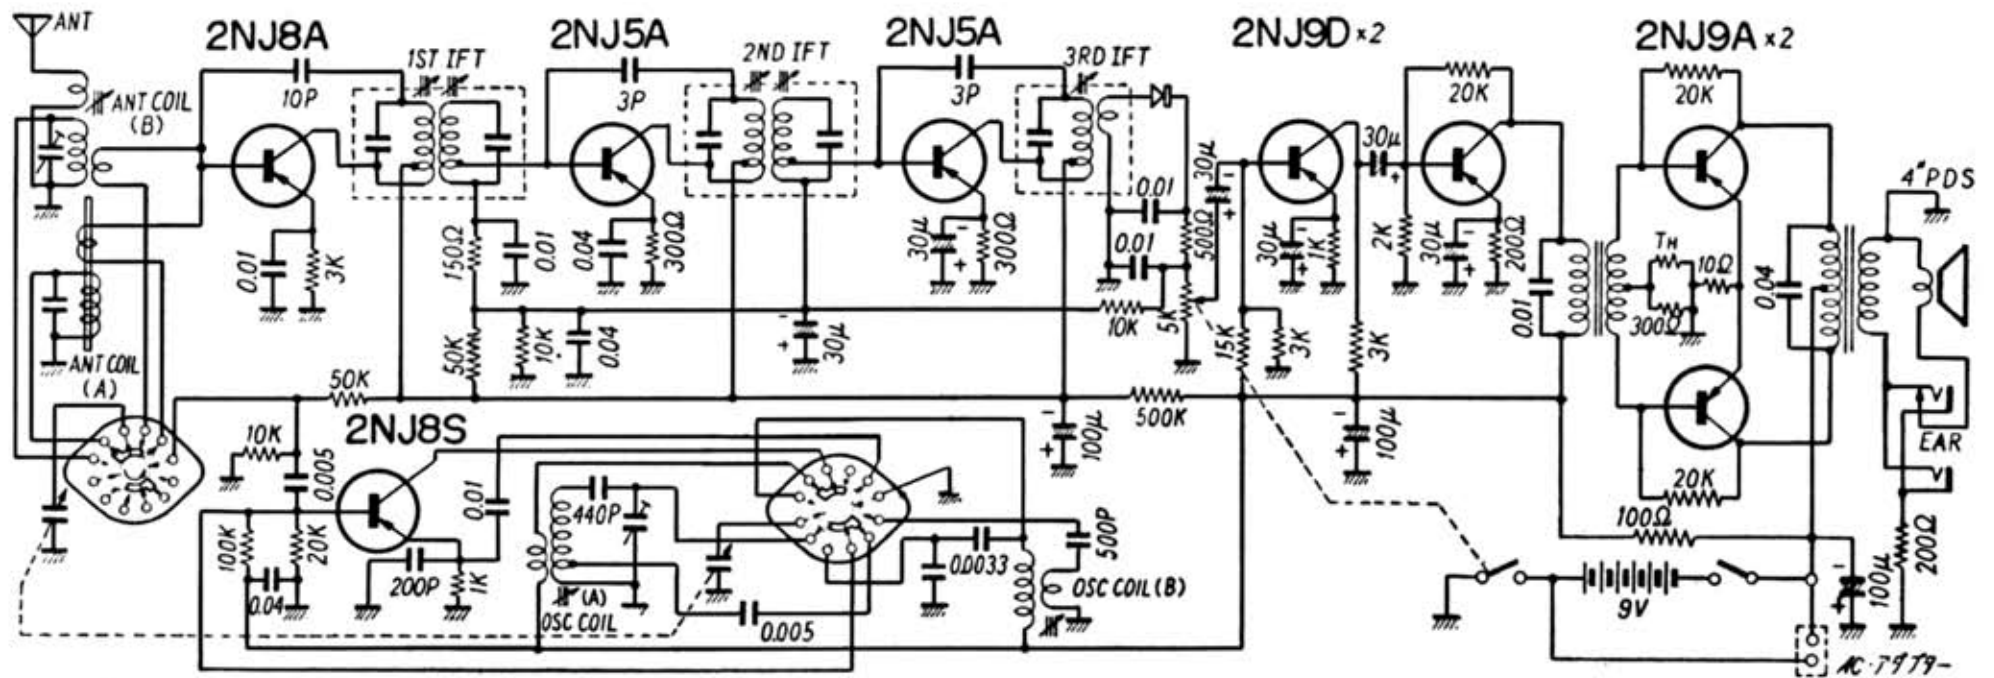 ANT
2NJ8A
2NJ5A
2NJ5A
2NJ9D ×2
2NJ9A ×2
1ST IFT
2ND IFT
3RD IFT
ANT COIL
(B)
10P
3P
3P
20K
20K
30μ
30μ
4" PDS
0.01
3K
150Ω
0.01
0.04
300Ω
30μ
300Ω
0.01
0.01
500Ω
30μ
1K
2K
30μ
200Ω
TH
10Ω
300Ω
0.01
0.04
ANT COIL
(A)
50K
10K
0.04
30μ
10K
5K
15K
3K
3K
50K
2NJ8S
500K
100μ
100μ
EAR
20K
10K
0.005
0.01
440P
500P
100Ω
200Ω
100K
20K
0.04
200P
1K
(A)
OSC COIL
0.005
0.0033
OSC COIL (B)
9V
100μ
AC・アダプター